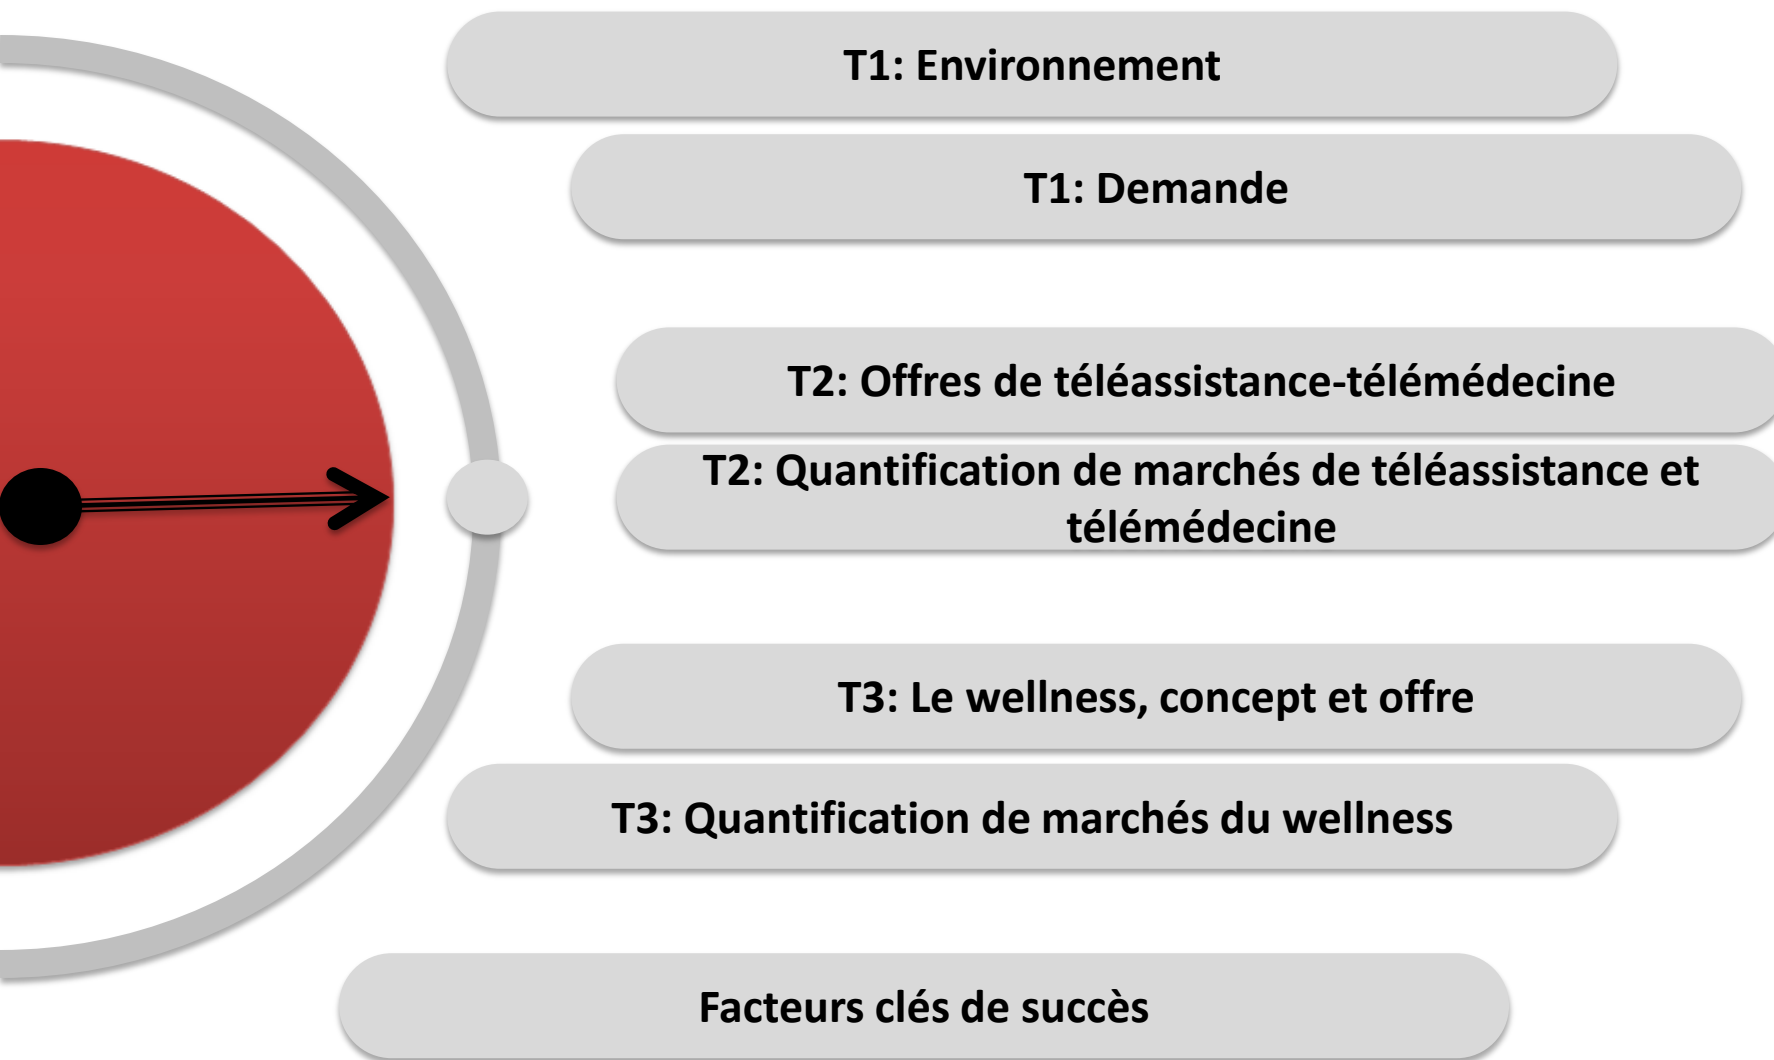 T1: Environnement
T1: Demande
T2: Offres de téléassistance-télémédecine
T2: Quantification de marchés de téléassistance et
télémédecine
T3: Le wellness, concept et offre
T3: Quantification de marchés du wellness
Facteurs clés de succès